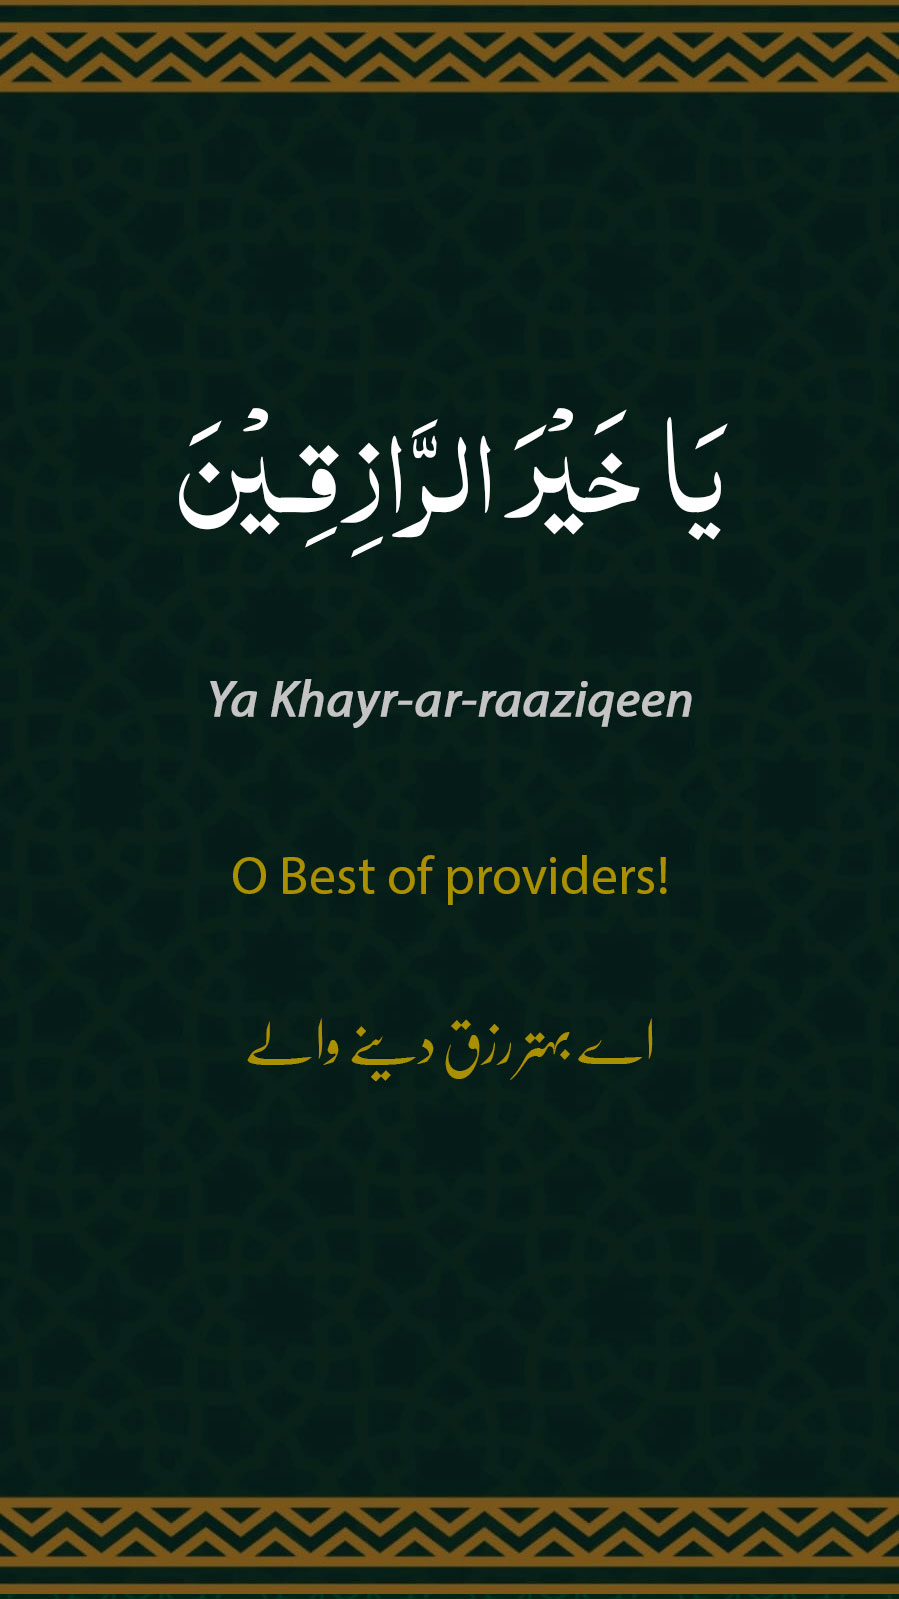 يَا خَيْرَ الرَّازِقِيْنَ
Ya Khayr-ar-raaziqeen
O Best of providers!
اے بہتر رزق دینے والے